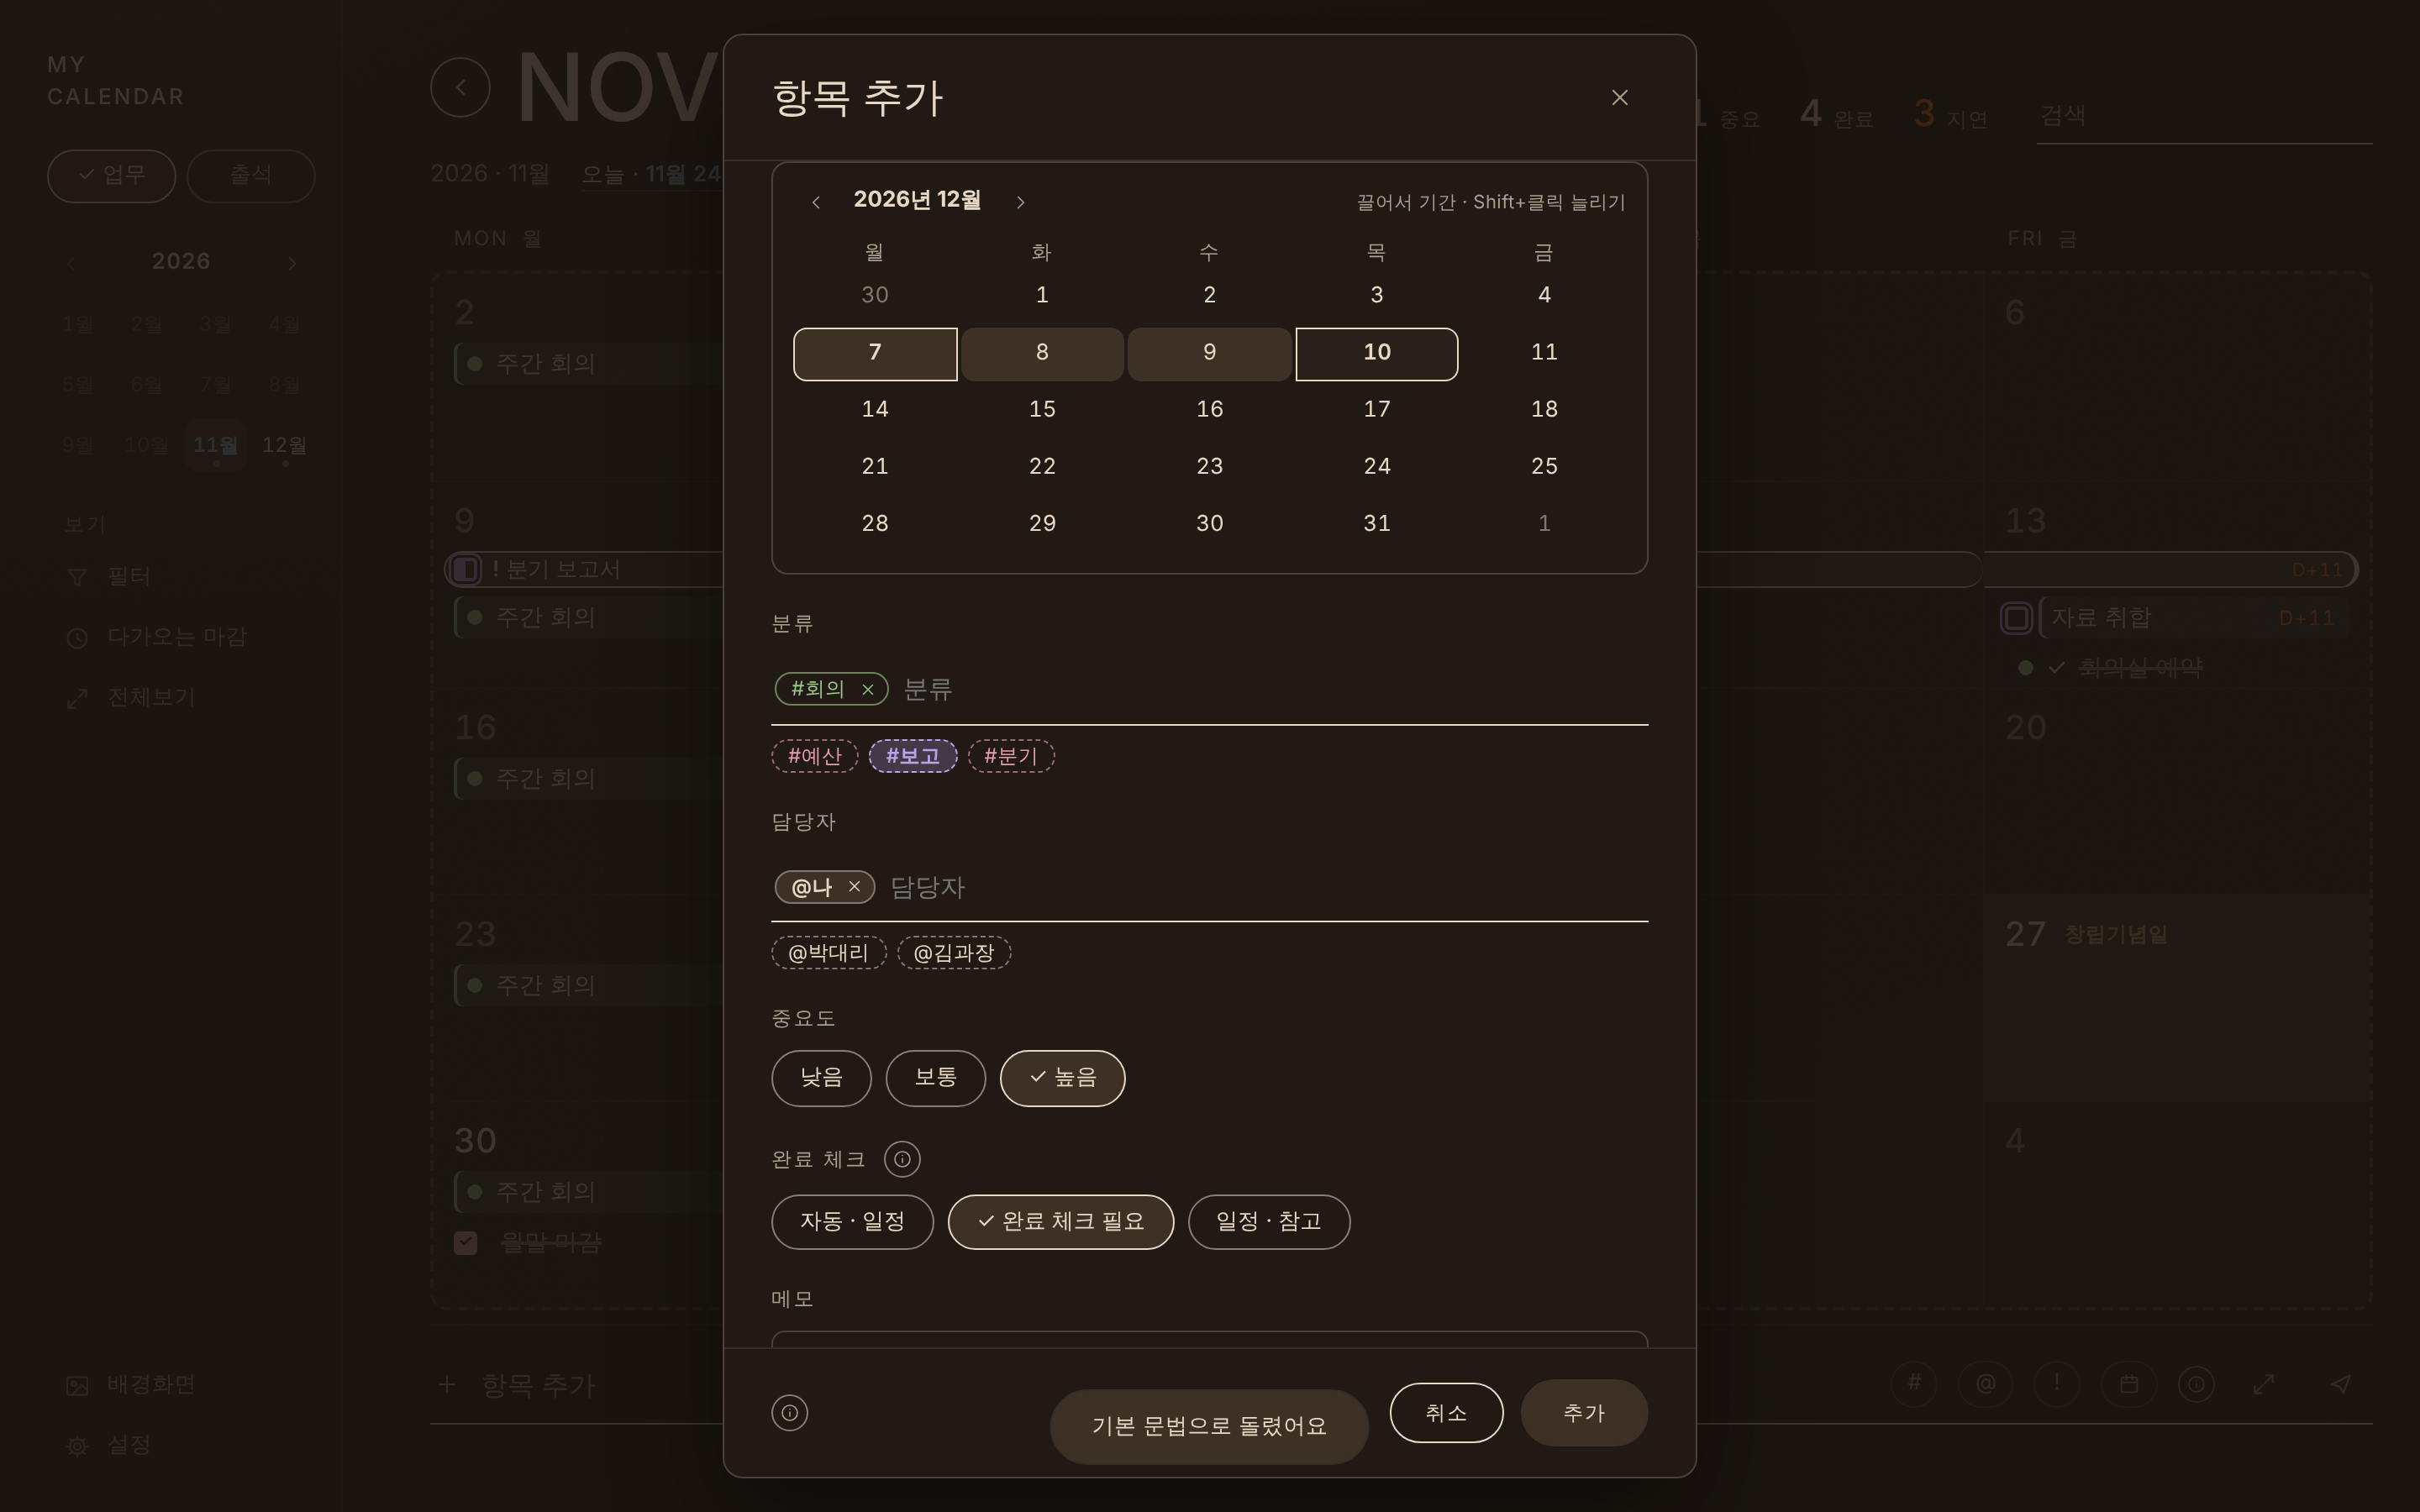 MY
CALENDAR
업무
출석
2026
1월 2월 3월 4월
5월 6월 7월 8월
9월 10월 11월 12월
보기
필터
다가오는 마감
전체보기
배경화면
설정
NOV
2026 · 11월 오늘 · 11월 24
중요 4 완료 3 지연 검색
MON 월
FRI 금
2
주간 회의
6
9
! 분기 보고서
주간 회의
13
D+11
자료 취합 D+11
회의실 예약
16
주간 회의
20
23
주간 회의
27 창립기념일
30
주간 회의
월말 마감
4
항목 추가
# @ !
항목 추가
2026년 12월
끌어서 기간 · Shift+클릭 늘리기
월 화 수 목 금
30 1 2 3 4
7 8 9 10 11
14 15 16 17 18
21 22 23 24 25
28 29 30 31 1
분류
#회의 분류
#예산 #보고 #분기
담당자
@나 담당자
@박대리 @김과장
중요도
낮음 보통 높음
완료 체크
자동 · 일정 완료 체크 필요 일정 · 참고
메모
기본 문법으로 돌렸어요
취소
추가